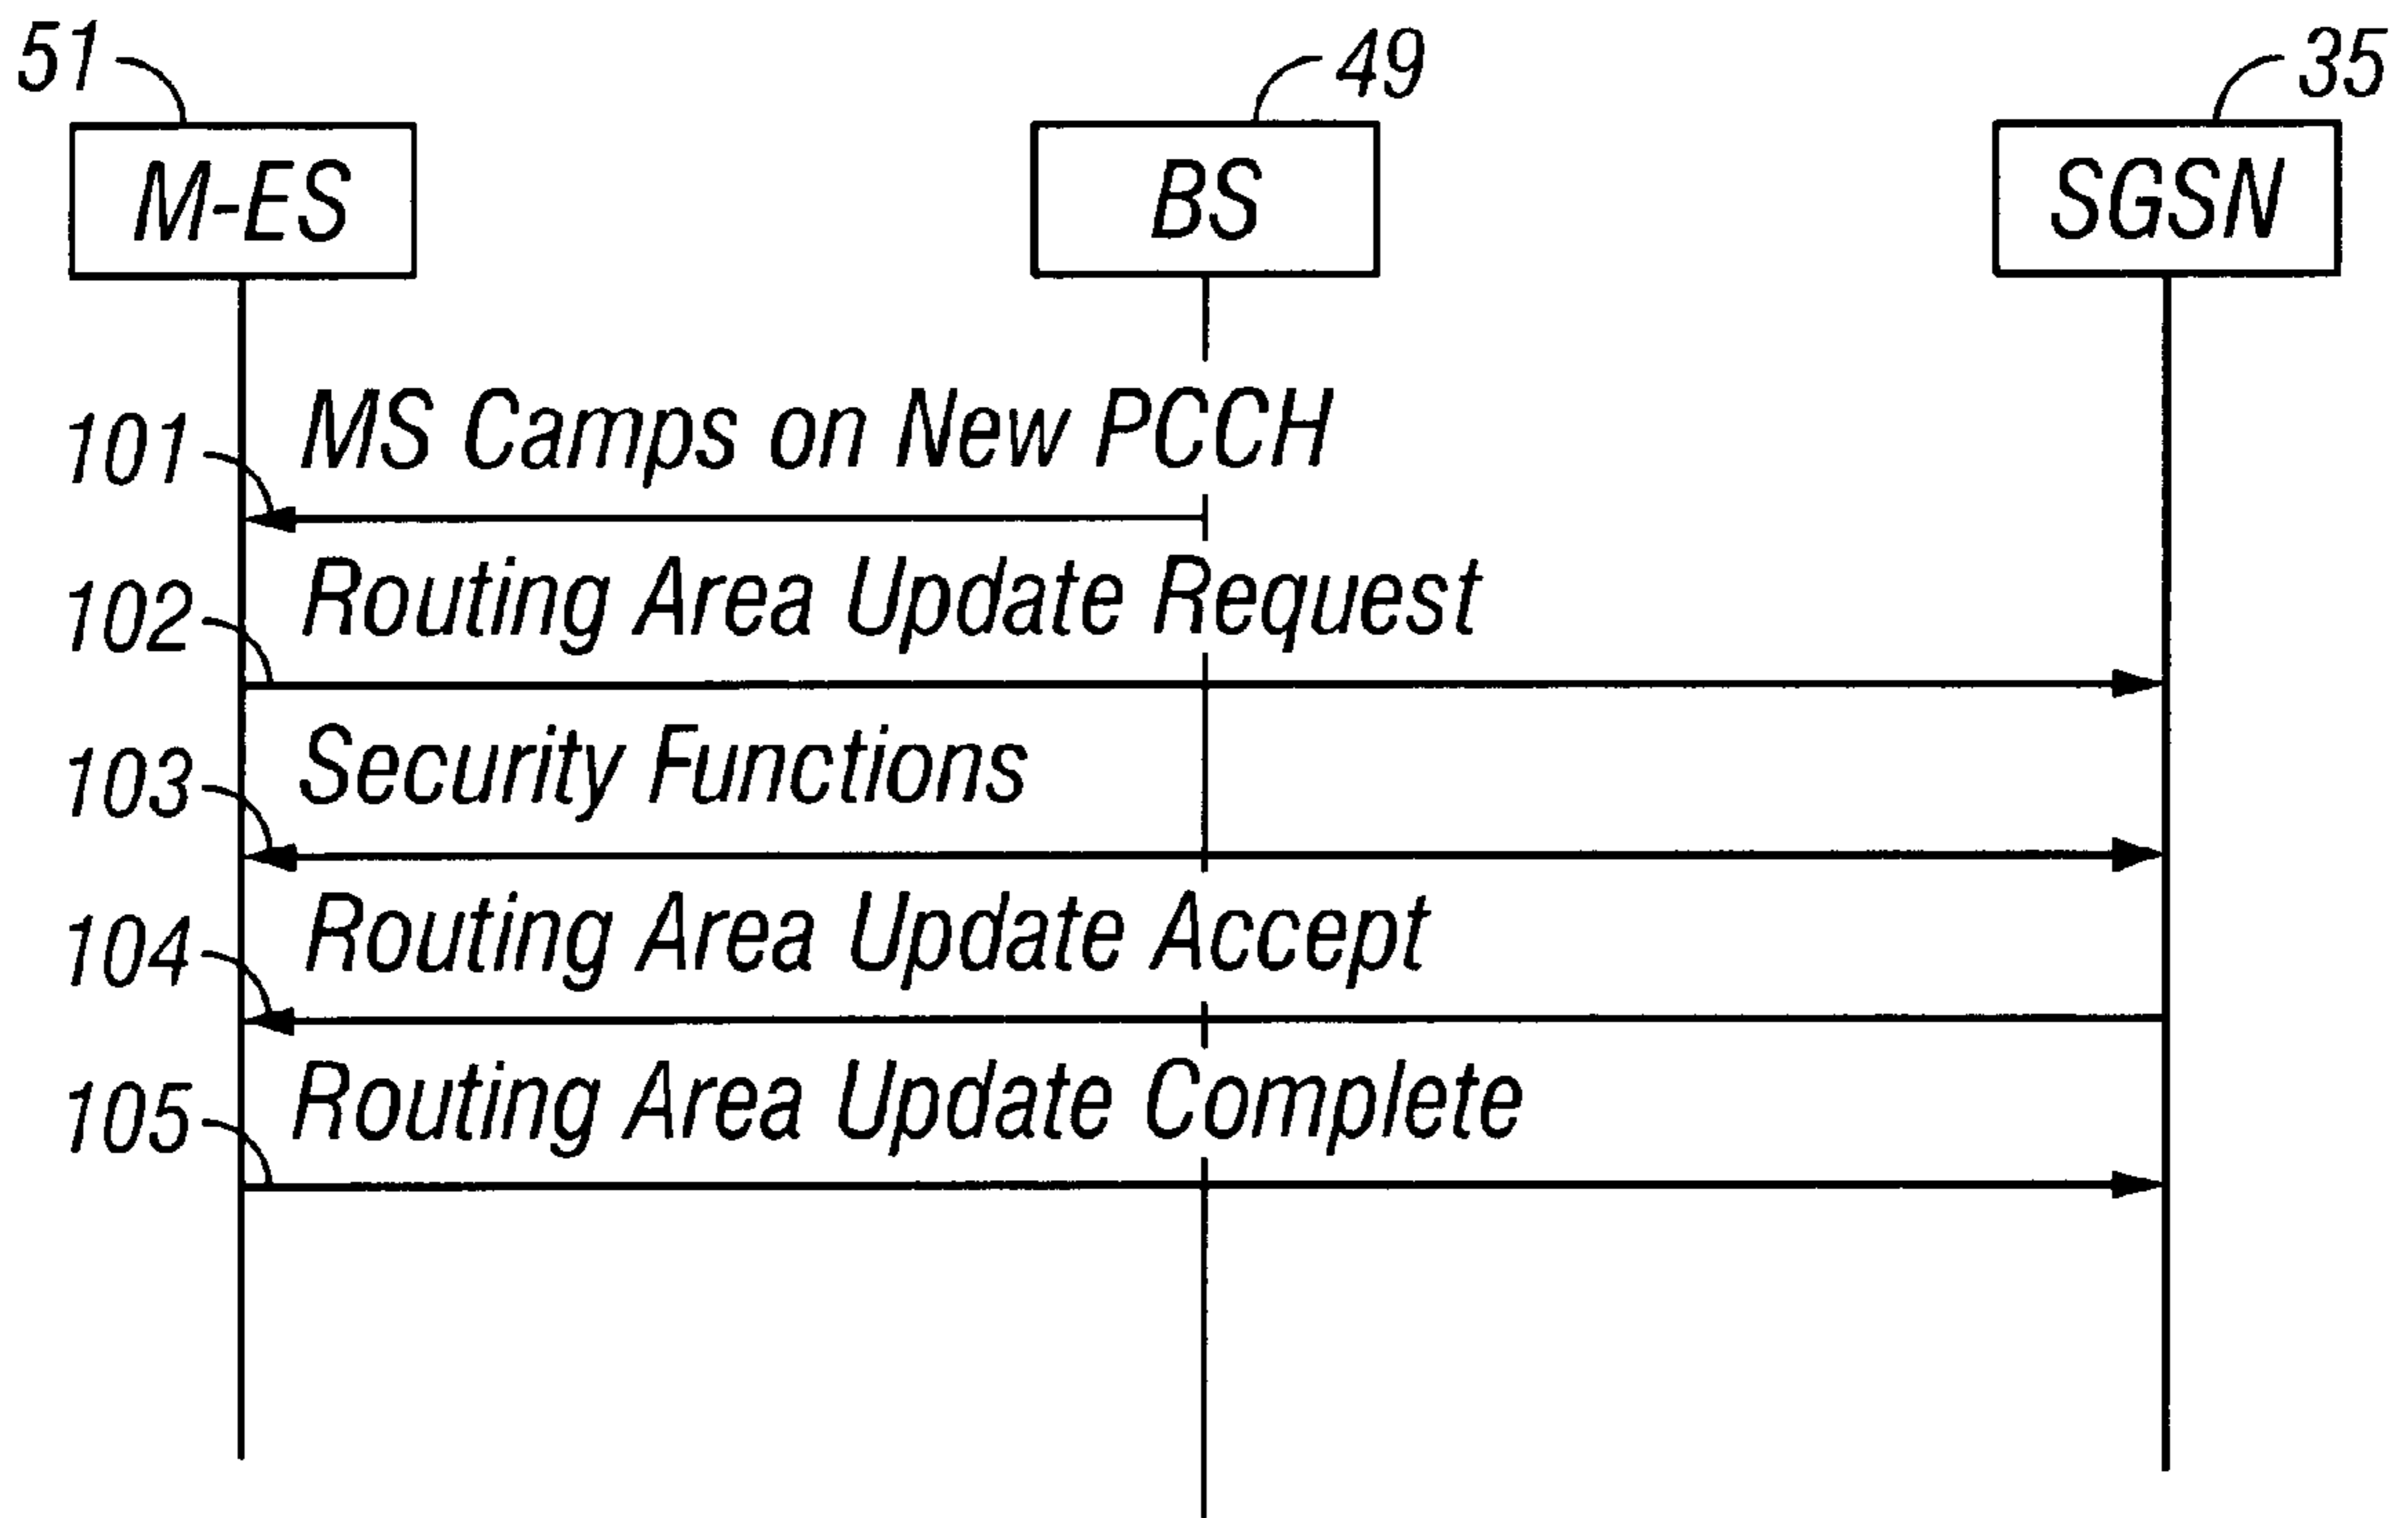 51
49
35
M-ES
BS
SGSN
101
MS Camps on New PCCH
102
Routing Area Update Request
103
Security Functions
104
Routing Area Update Accept
105
Routing Area Update Complete